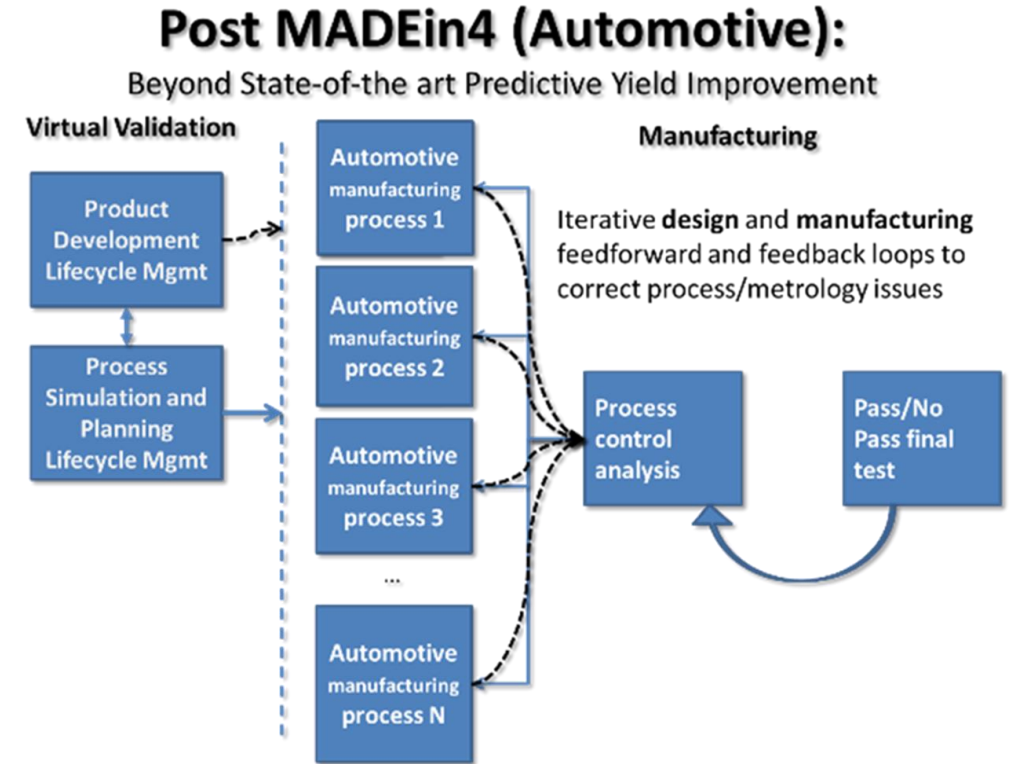 Post MADEin4 (Automotive):
Beyond State-of-the art Predictive Yield Improvement
Virtual Validation
Manufacturing
Product
Development
Lifecycle Mgmt
Process
Simulation and
Planning
Lifecycle Mgmt
Automotive
manufacturing
process 1
Automotive
manufacturing
process 2
Automotive
manufacturing
process 3
...
Automotive
manufacturing
process N
Iterative design and manufacturing
feedforward and feedback loops to
correct process/metrology issues
Process
control
analysis
Pass/No
Pass final
test